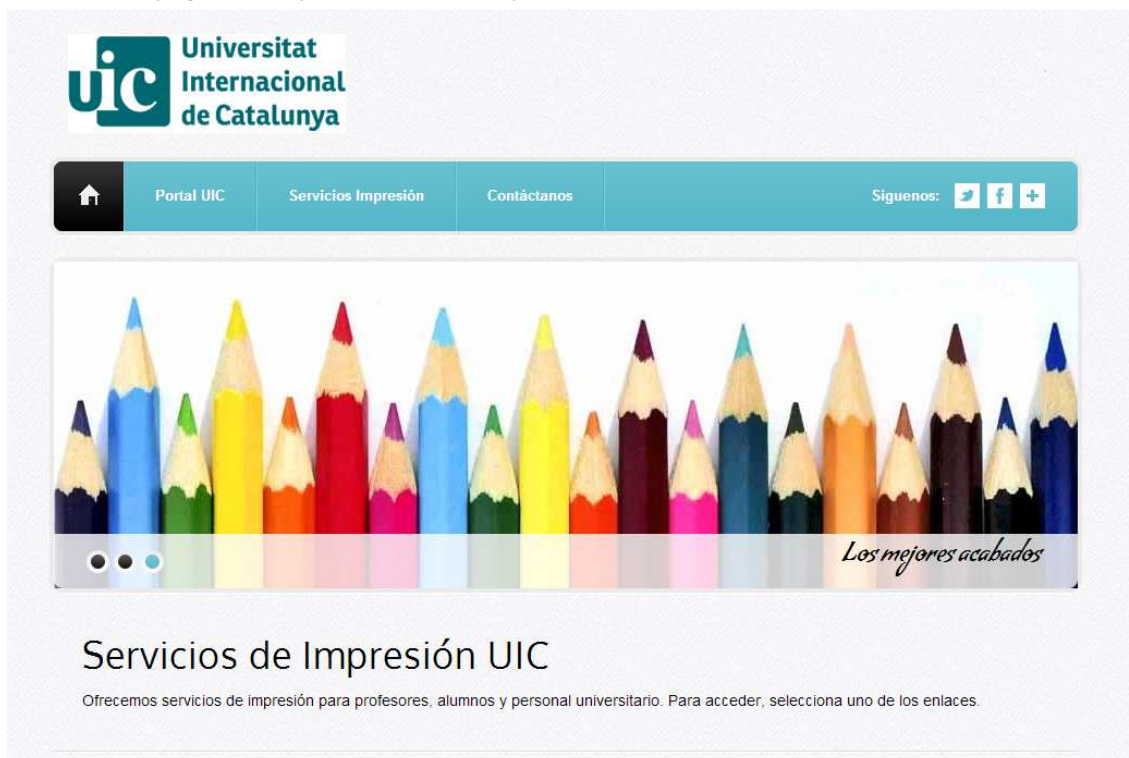 uic
Universitat
Internacional
de Catalunya
Portal UIC
Servicios Impresión
Contáctanos
Siguenos:
Los mejores acabados
Servicios de Impresión UIC
Ofrecemos servicios de impresión para profesores, alumnos y personal universitario. Para acceder, selecciona uno de los enlaces.